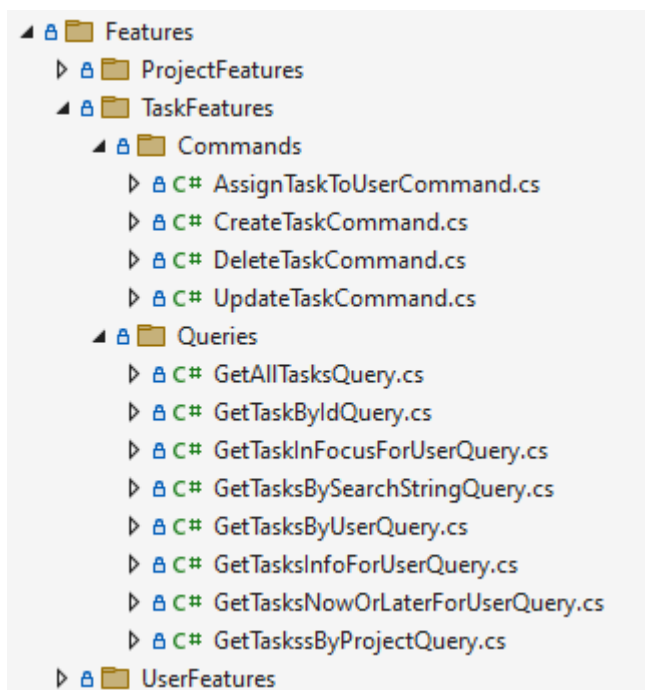 Features
ProjectFeatures
TaskFeatures
Commands
C# AssignTaskToUserCommand.cs
C# CreateTaskCommand.cs
C# DeleteTaskCommand.cs
C# UpdateTaskCommand.cs
Queries
C# GetAllTasksQuery.cs
C# GetTaskByIdQuery.cs
C# GetTaskInFocusForUserQuery.cs
C# GetTasksBySearchStringQuery.cs
C# GetTasksByUserQuery.cs
C# GetTasksInfoForUserQuery.cs
C# GetTasksNowOrLaterForUserQuery.cs
C# GetTaskssByProjectQuery.cs
UserFeatures